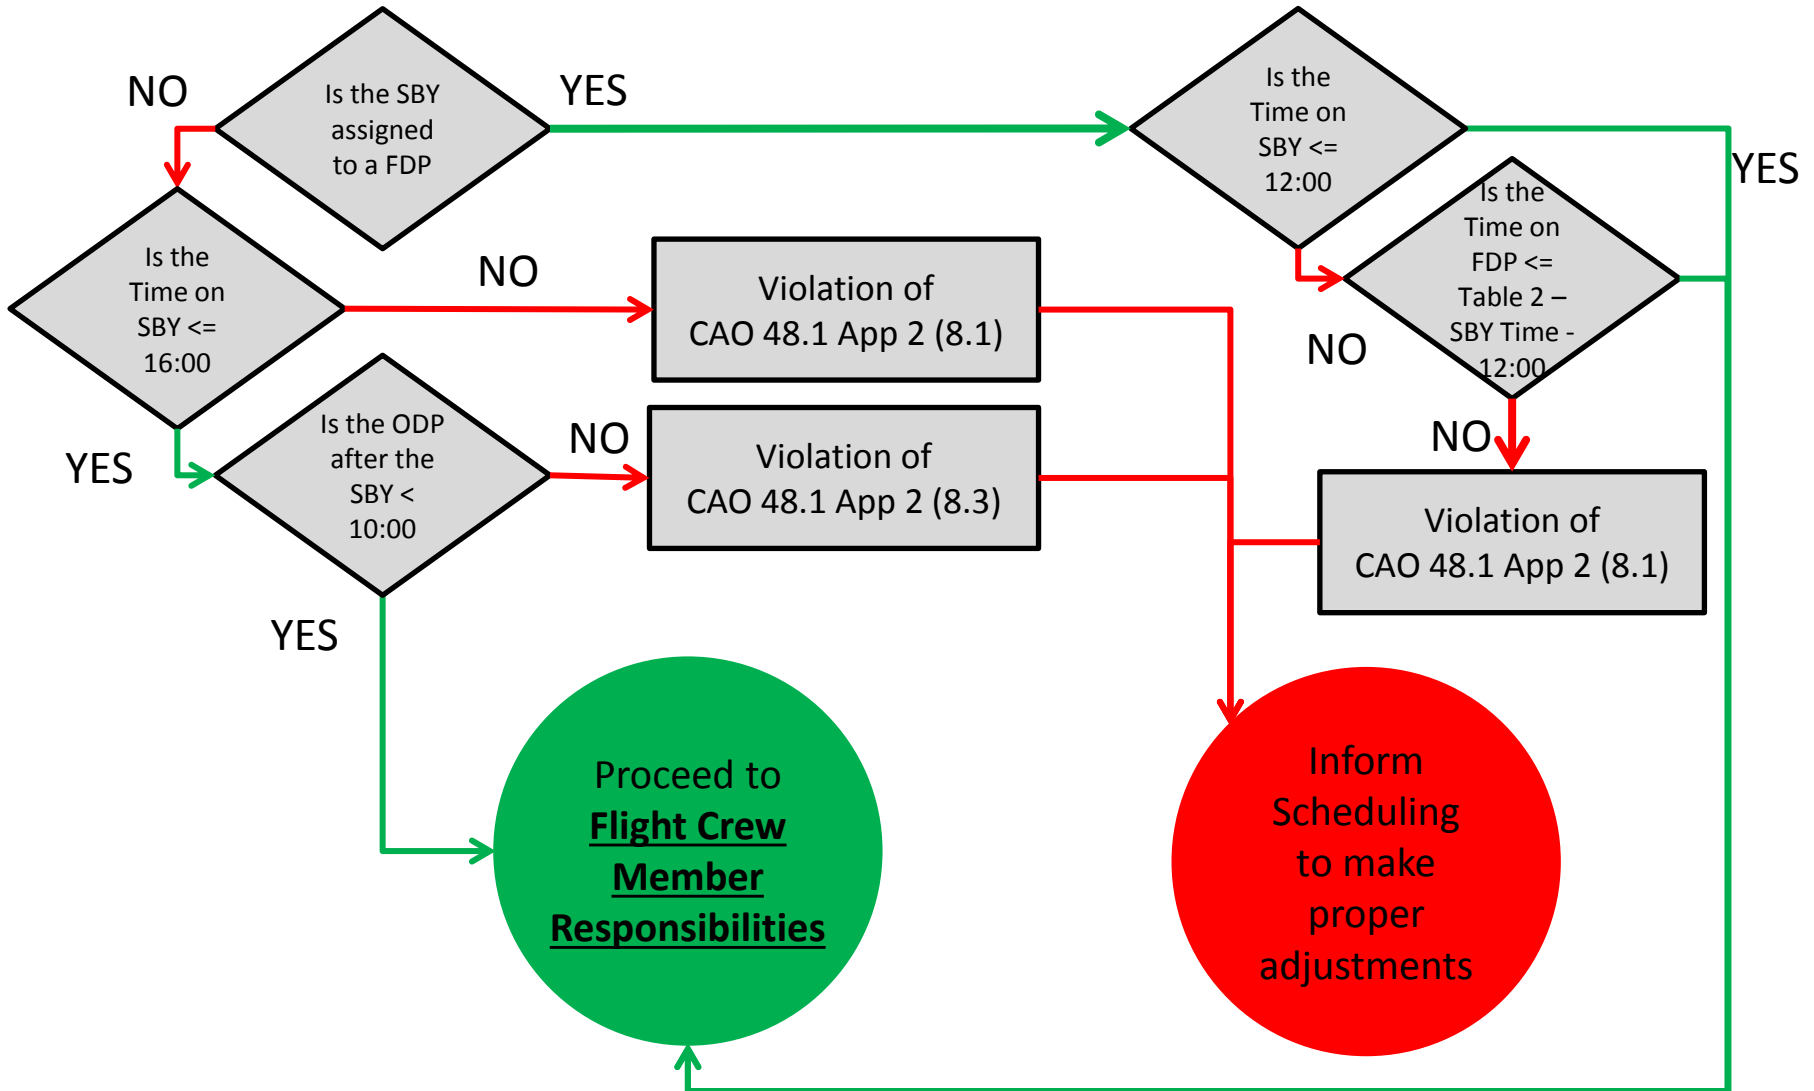 NO
Is the SBY
assigned
to a FDP
YES
Is the
Time on
SBY <=
12:00
YES
Is the
Time on
FDP <=
Table 2 –
SBY Time -
12:00
NO
Is the
Time on
SBY <=
16:00
NO
Violation of
CAO 48.1 App 2 (8.1)
YES
Is the ODP
after the
SBY <
10:00
NO
Violation of
CAO 48.1 App 2 (8.3)
NO
Violation of
CAO 48.1 App 2 (8.1)
YES
Proceed to
Flight Crew
Member
Responsibilities
Inform
Scheduling
to make
proper
adjustments